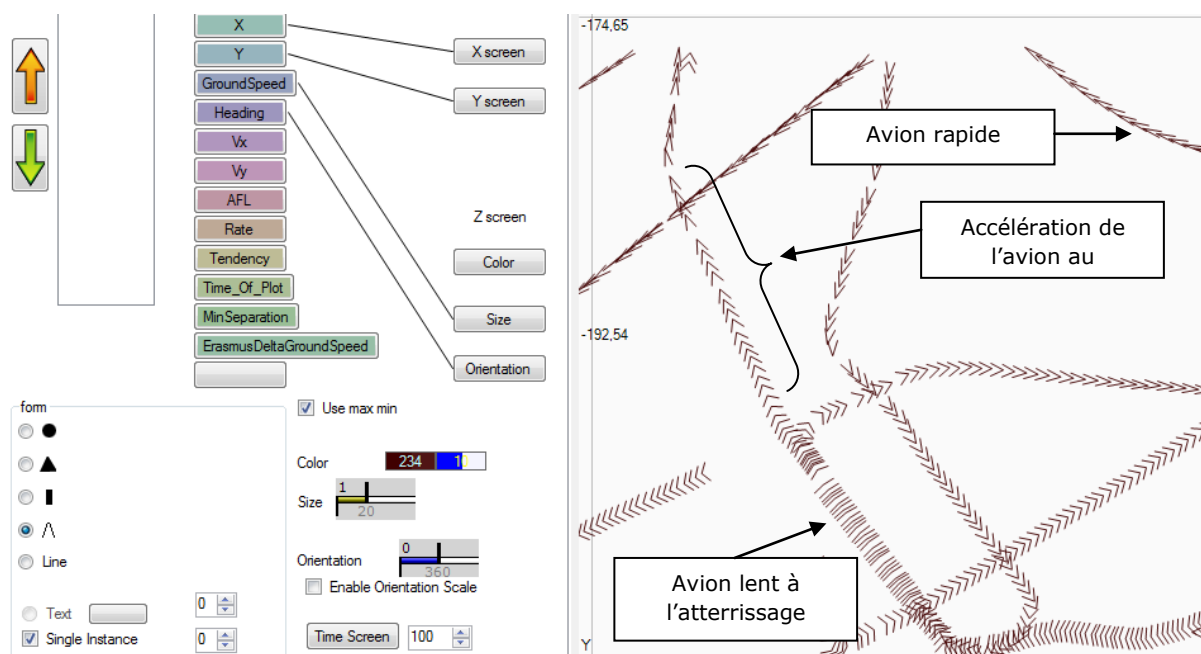 X
Y
GroundSpeed
Heading
Vx
Vy
AFL
Rate
Tendency
Time_Of_Plot
MinSeparation
ErasmusDeltaGroundSpeed
X screen
Y screen
Z screen
Color
Size
Orientation
form
Line
Text
0
Single Instance
0
Use max min
Color
234
Size
1
20
Orientation
0
360
Enable Orientation Scale
Time Screen
100
-174,65
-192,54
Y
Avion rapide
Accélération de
l’avion au
Avion lent à
l’atterrissage